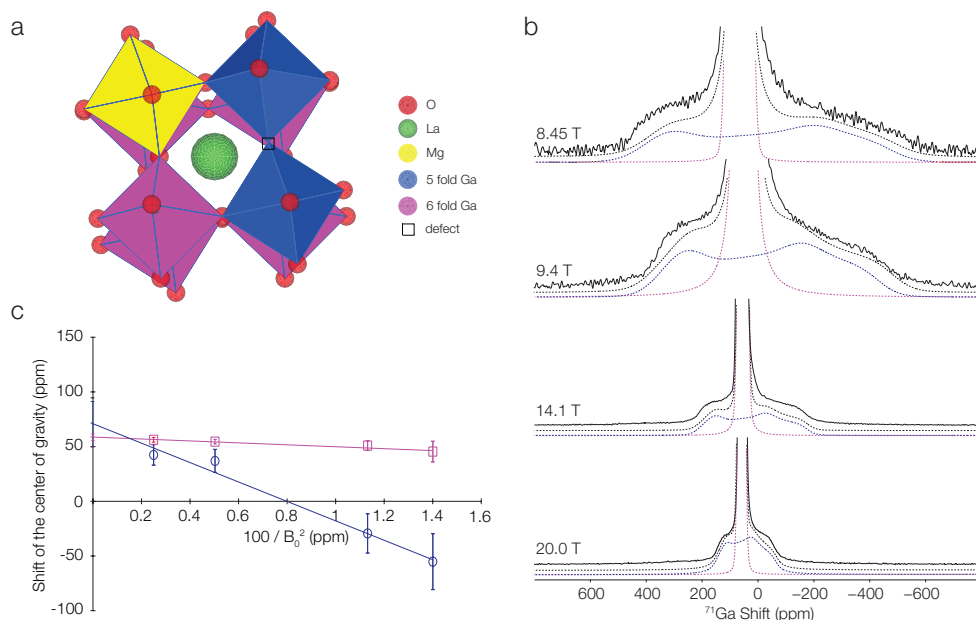 a
O
La
Mg
5 fold Ga
6 fold Ga
defect
b
8.45 T
9.4 T
14.1 T
20.0 T
600 400 200 0 -200 -400 -600
⁷¹Ga Shift (ppm)
c
Shift of the center of gravity (ppm)
150
100
50
0
-50
-100
0.2 0.4 0.6 0.8 1.0 1.2 1.4 1.6
100 / B₀² (ppm)